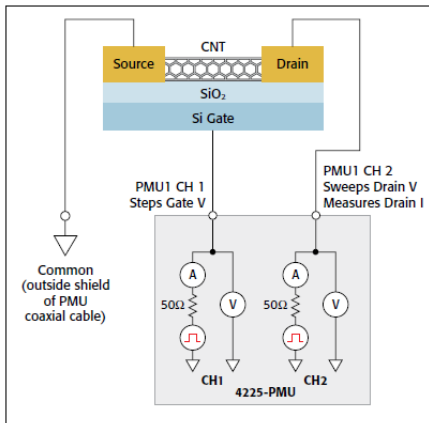 CNT
Source
Drain
SiO₂
Si Gate
PMU1 CH 1
Steps Gate V
PMU1 CH 2
Sweeps Drain V
Measures Drain I
Common
(outside shield
of PMU
coaxial cable)
A
50Ω
V
A
50Ω
V
CH1
CH2
4225-PMU